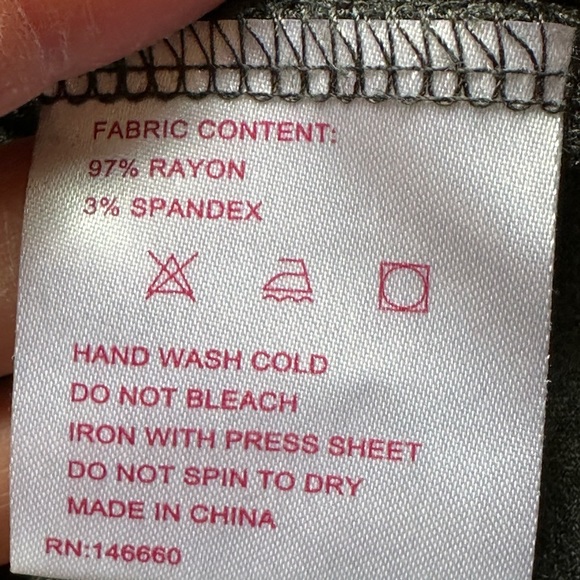 FABRIC CONTENT:
97% RAYON
3% SPANDEX
HAND WASH COLD
DO NOT BLEACH
IRON WITH PRESS SHEET
DO NOT SPIN TO DRY
MADE IN CHINA
RN:146660